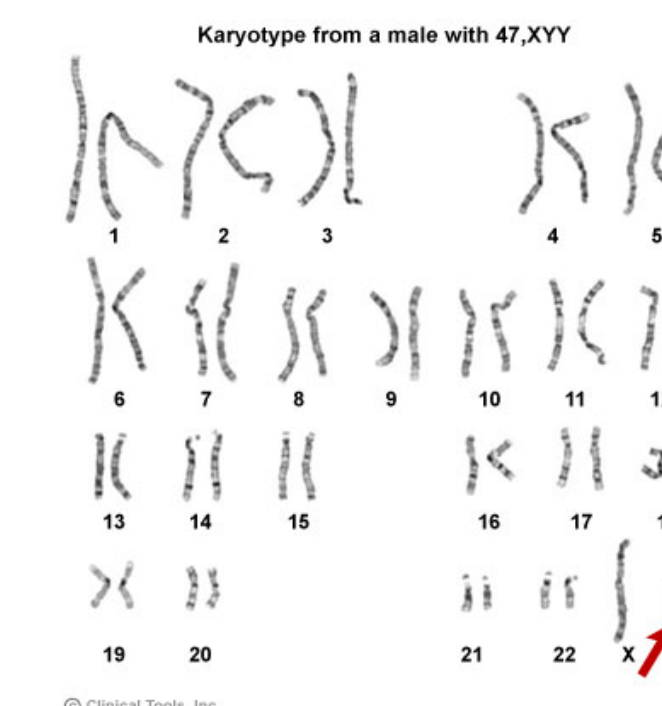 Karyotype from a male with 47,XYY
1 2 3 4 5
6 7 8 9 10 11
13 14 15 16 17
19 20 21 22 X
© Clinical Tools, Inc.